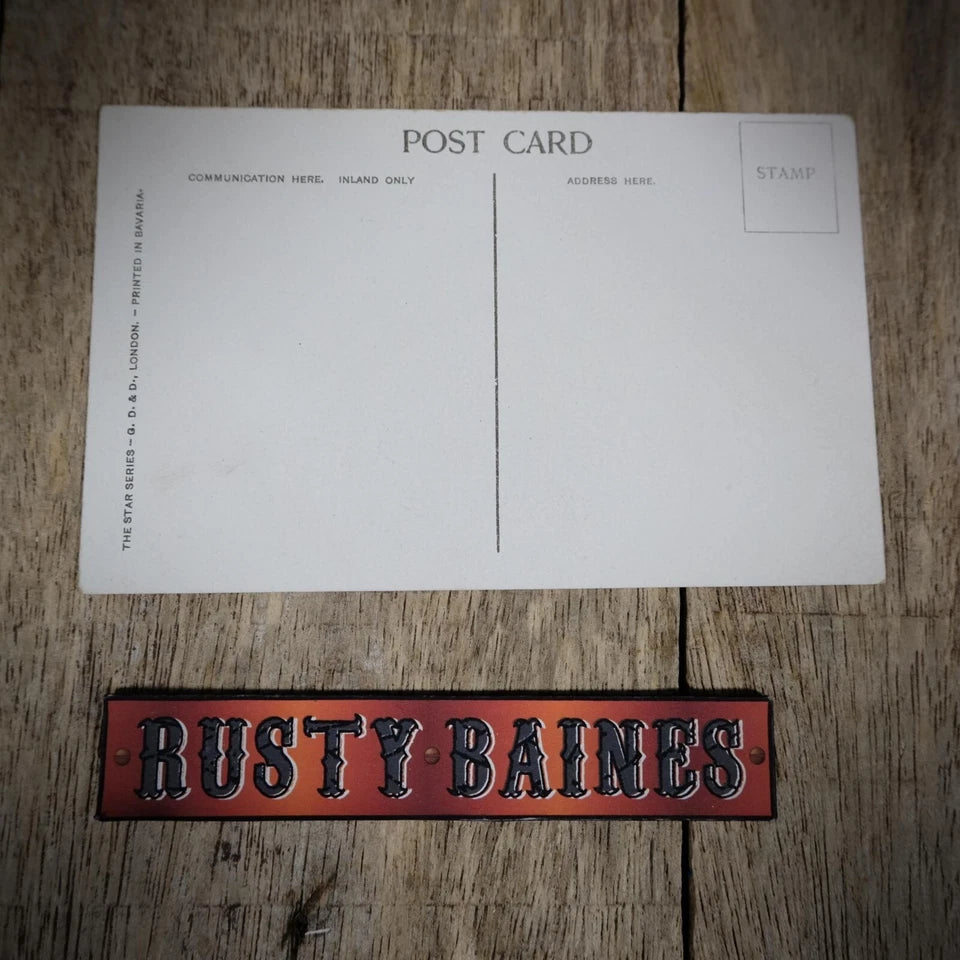 POST CARD
COMMUNICATION HERE. INLAND ONLY
ADDRESS HERE.
STAMP
THE STAR SERIES – G. D. & D., LONDON. – PRINTED IN BAVARIA.
RUSTY BAINES